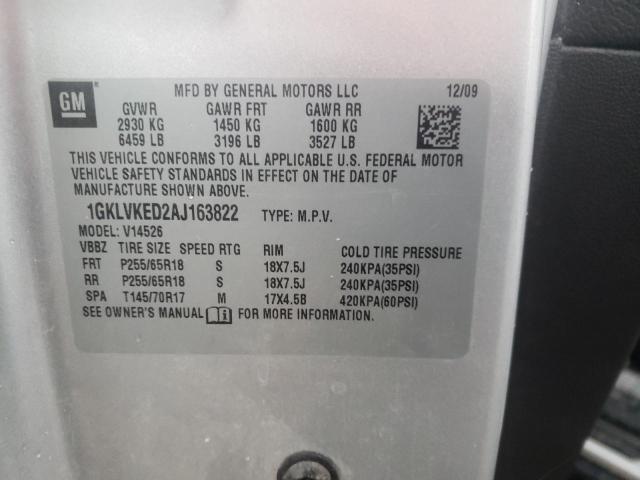 GM
MFD BY GENERAL MOTORS LLC 12/09
GVWR GAWR FRT GAWR RR
2930 KG 1450 KG 1600 KG
6459 LB 3196 LB 3527 LB
THIS VEHICLE CONFORMS TO ALL APPLICABLE U.S. FEDERAL MOTOR
VEHICLE SAFETY STANDARDS IN EFFECT ON THE DATE OF
MANUFACTURE SHOWN ABOVE.
1GKLVKED2AJ163822 TYPE: M.P.V.
MODEL: V14526
VBBZ TIRE SIZE SPEED RTG RIM COLD TIRE PRESSURE
FRT P255/65R18 S 18X7.5J 240KPA(35PSI)
RR P255/65R18 S 18X7.5J 240KPA(35PSI)
SPA T145/70R17 M 17X4.5B 420KPA(60PSI)
SEE OWNER'S MANUAL FOR MORE INFORMATION